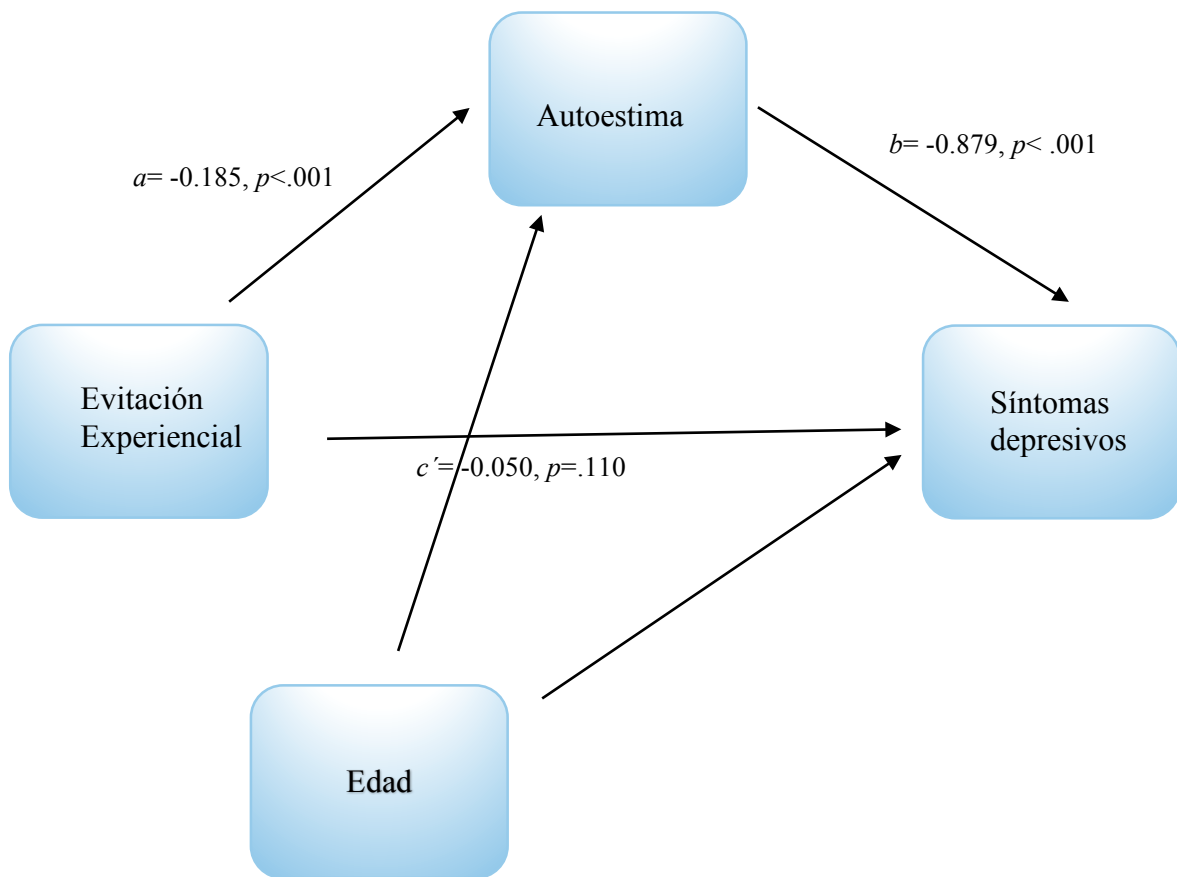 Autoestima
b= -0.879, p< .001
a= -0.185, p<.001
Evitación
Experiencial
Síntomas
depresivos
c´= -0.050, p=.110
Edad